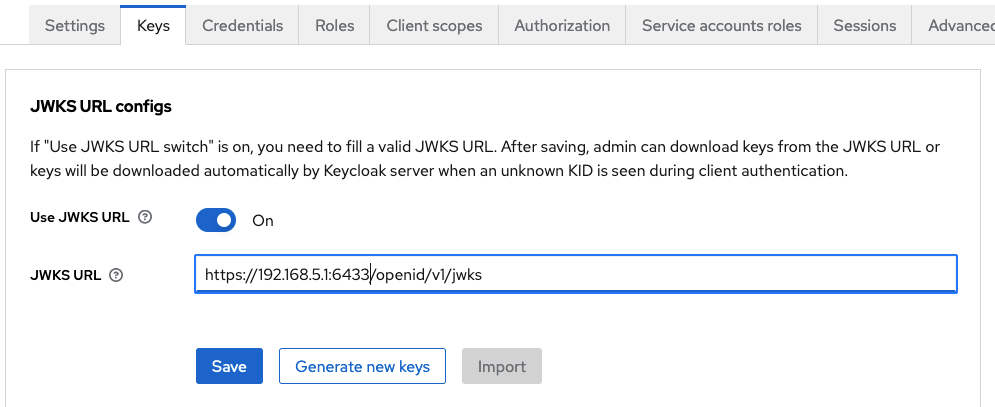 Settings Keys Credentials Roles Client scopes Authorization Service accounts roles Sessions Advanced
JWKS URL configs
If "Use JWKS URL switch" is on, you need to fill a valid JWKS URL. After saving, admin can download keys from the JWKS URL or
keys will be downloaded automatically by Keycloak server when an unknown KID is seen during client authentication.
Use JWKS URL ? On
JWKS URL ? https://192.168.5.1:6433/openid/v1/jwks
Save Generate new keys Import